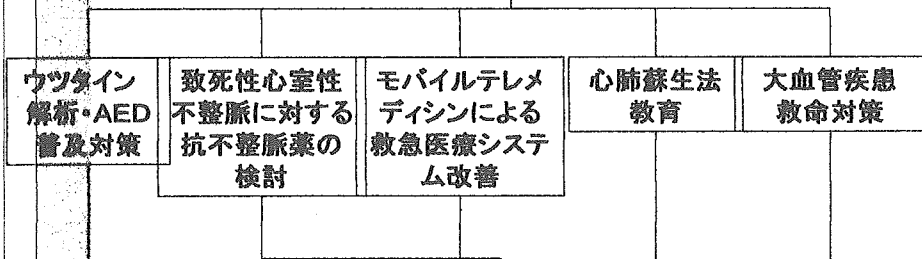 ウツタイン
解析・AED
普及対策
致死性心室性
不整脈に対する
抗不整脈薬の
検討
モバイルテレメ
ディシンによる
救急医療システ
ム改善
心肺蘇生法
教育
大血管疾患
救命対策